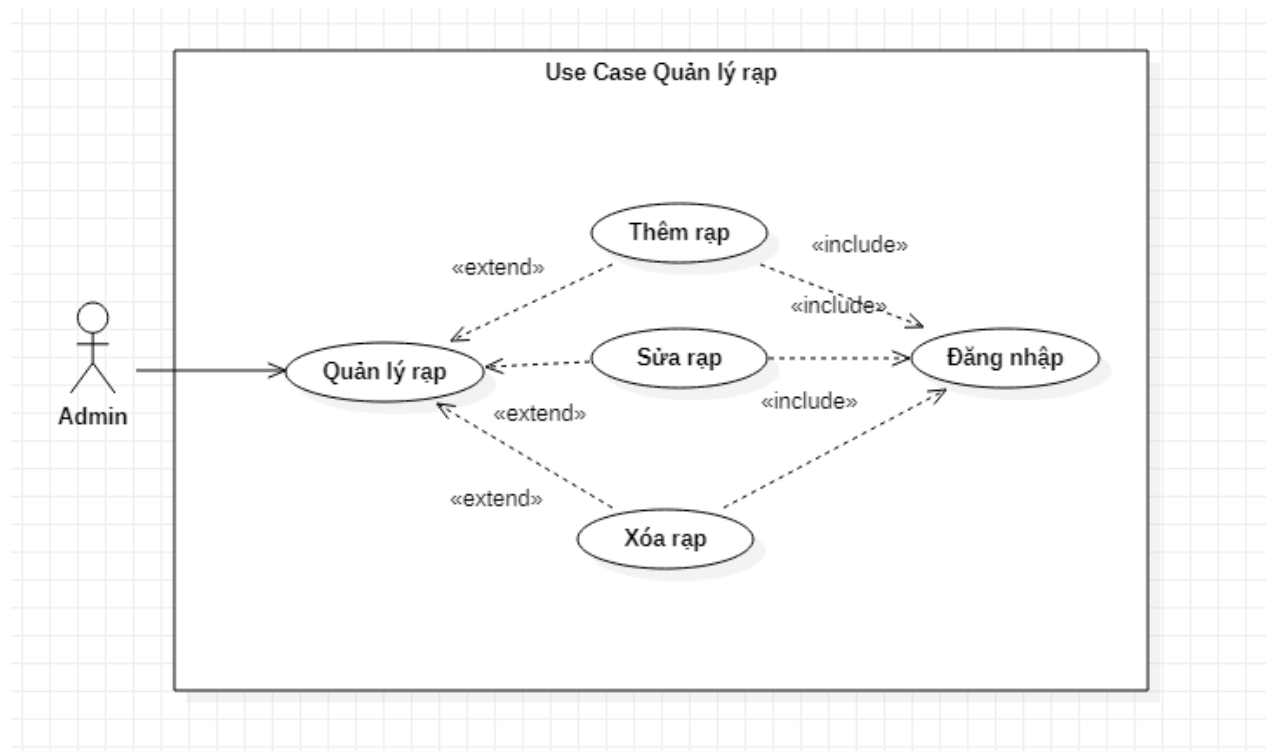 Use Case Quản lý rạp
Thêm rạp
«include»
«extend»
«include»
Sửa rạp
Đăng nhập
Quản lý rạp
Admin
«extend»
«include»
«extend»
Xóa rạp